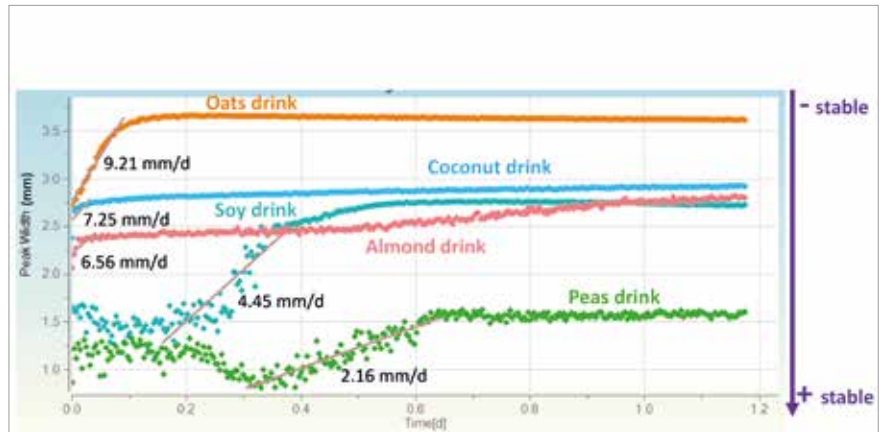 Oats drink
- stable
3.5
9.21 mm/d
Coconut drink
3.0
Soy drink
2.5
7.25 mm/d
Almond drink
6.56 mm/d
Peak Width (mm)
2.0
4.45 mm/d
Peas drink
1.5
2.16 mm/d
1.0
+ stable
0.0 0.2 0.4 0.6 0.8 1.0 1.2
Time[d]